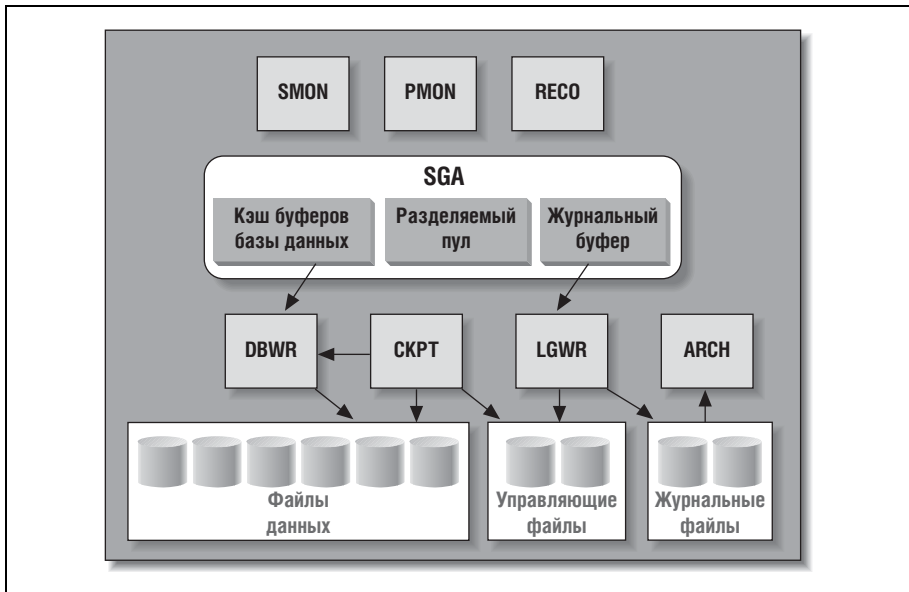 SMON
PMON
RECO
SGA
Кэш буферов
базы данных
Разделяемый
пул
Журнальный
буфер
DBWR
CKPT
LGWR
ARCH
Файлы
данных
Управляющие
файлы
Журнальные
файлы